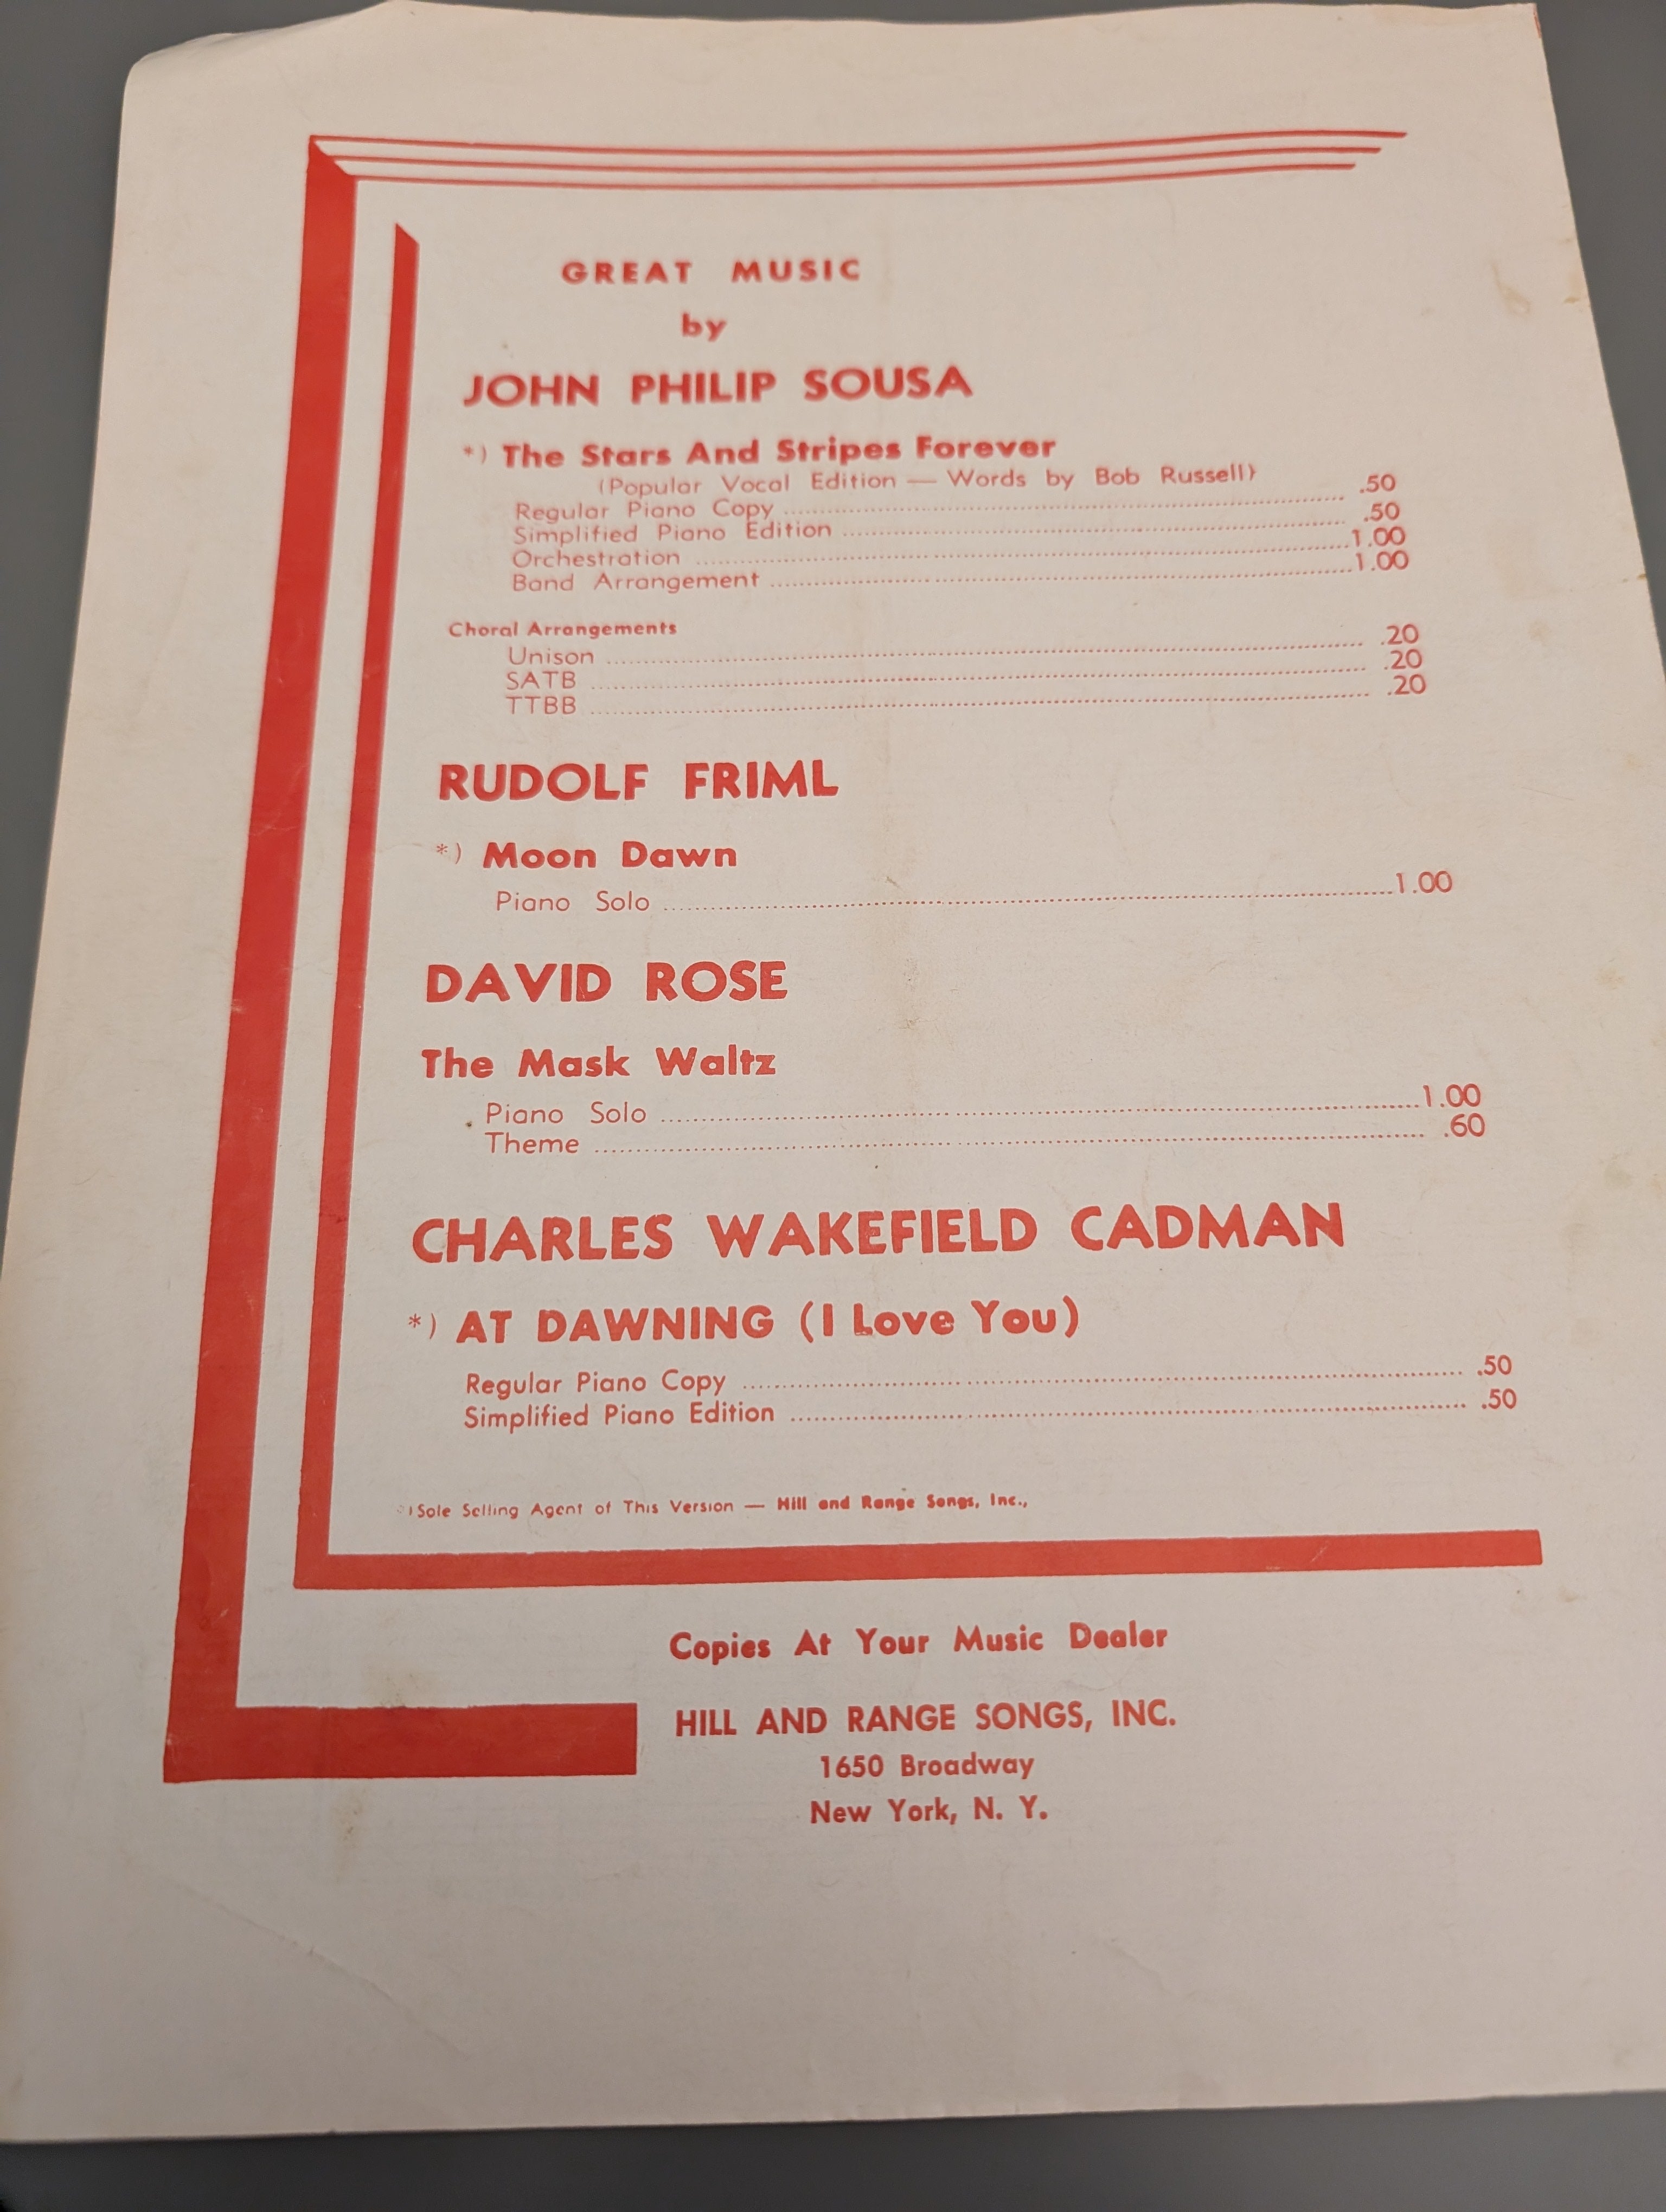 GREAT MUSIC
by
JOHN PHILIP SOUSA
*) The Stars And Stripes Forever
(Popular Vocal Edition — Words by Bob Russell)
Regular Piano Copy .50
Simplified Piano Edition .50
Orchestration 1.00
Band Arrangement 1.00
Choral Arrangements
Unison .20
SATB .20
TTBB .20
RUDOLF FRIML
*) Moon Dawn
Piano Solo 1.00
DAVID ROSE
The Mask Waltz
Piano Solo 1.00
Theme .60
CHARLES WAKEFIELD CADMAN
*) AT DAWNING (I Love You)
Regular Piano Copy .50
Simplified Piano Edition .50
*) Sole Selling Agent of This Version — Hill and Range Songs, Inc.,
Copies At Your Music Dealer
HILL AND RANGE SONGS, INC.
1650 Broadway
New York, N. Y.